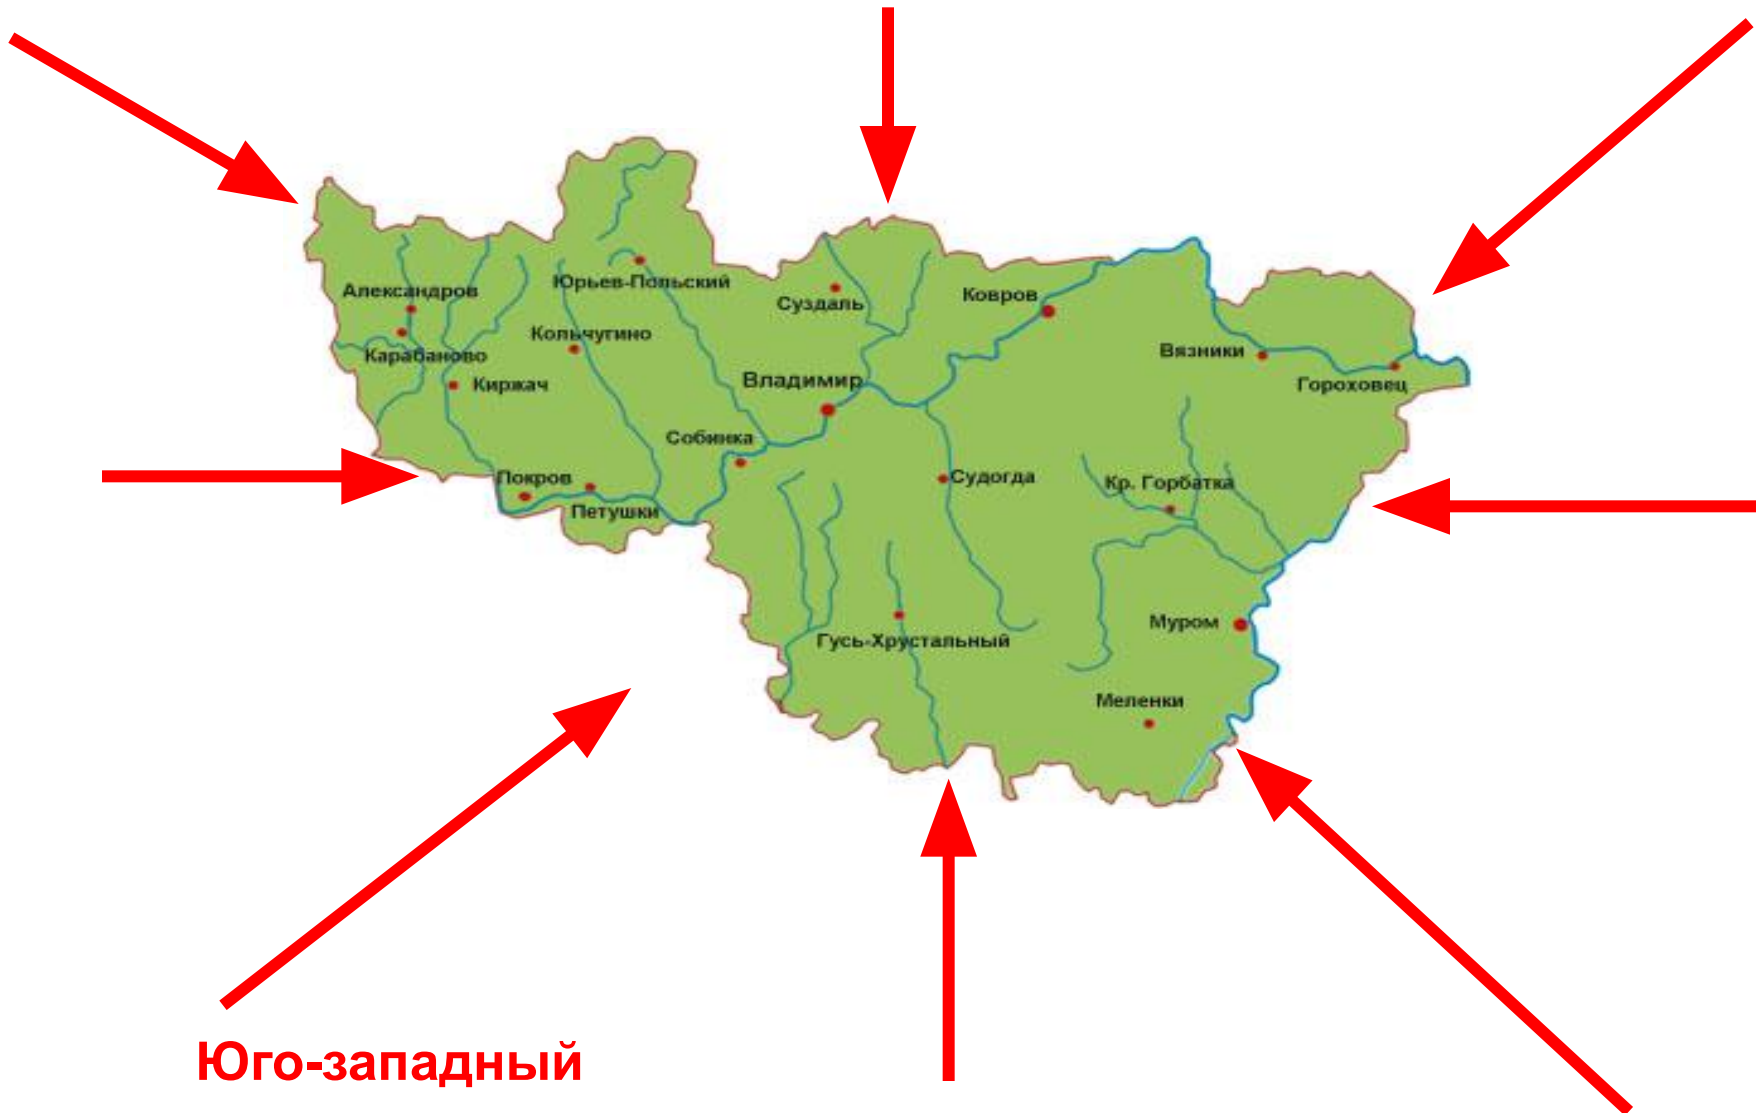 Юрьев-Польский
Александров
Суздаль
Ковров
Кольчугино
Карабаново
Вязники
Киржач
Владимир
Гороховец
Собинка
Покров
Судогда
Кр. Горбатка
Петушки
Муром
Гусь-Хрустальный
Меленки
Юго-западный